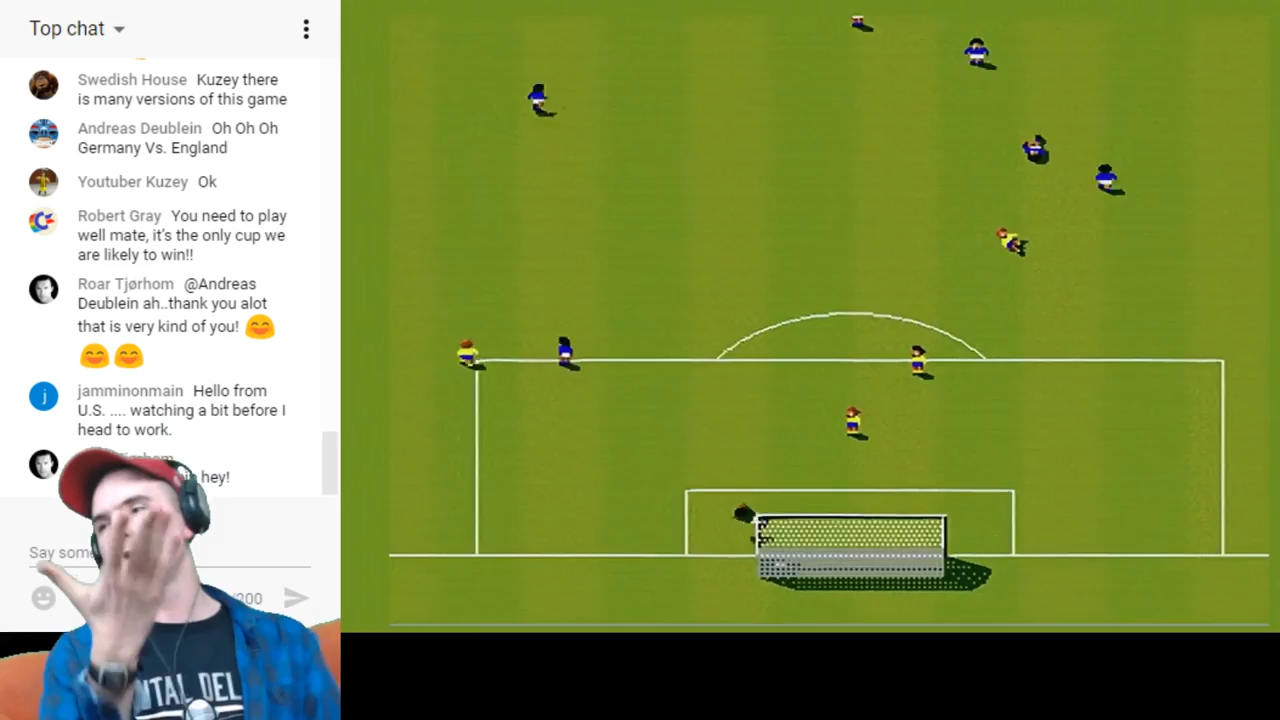 Top chat
Swedish House Kuzey there
is many versions of this game
Andreas Deublein Oh Oh Oh
Germany Vs. England
Youtuber Kuzey Ok
Robert Gray You need to play
well mate, it's the only cup we
are likely to win!!
Roar Tjørhom @Andreas
Deublein ah..thank you alot
that is very kind of you!
j
jamminonmain Hello from
U.S. .... watching a bit before I
head to work.
hey!
Say
/200